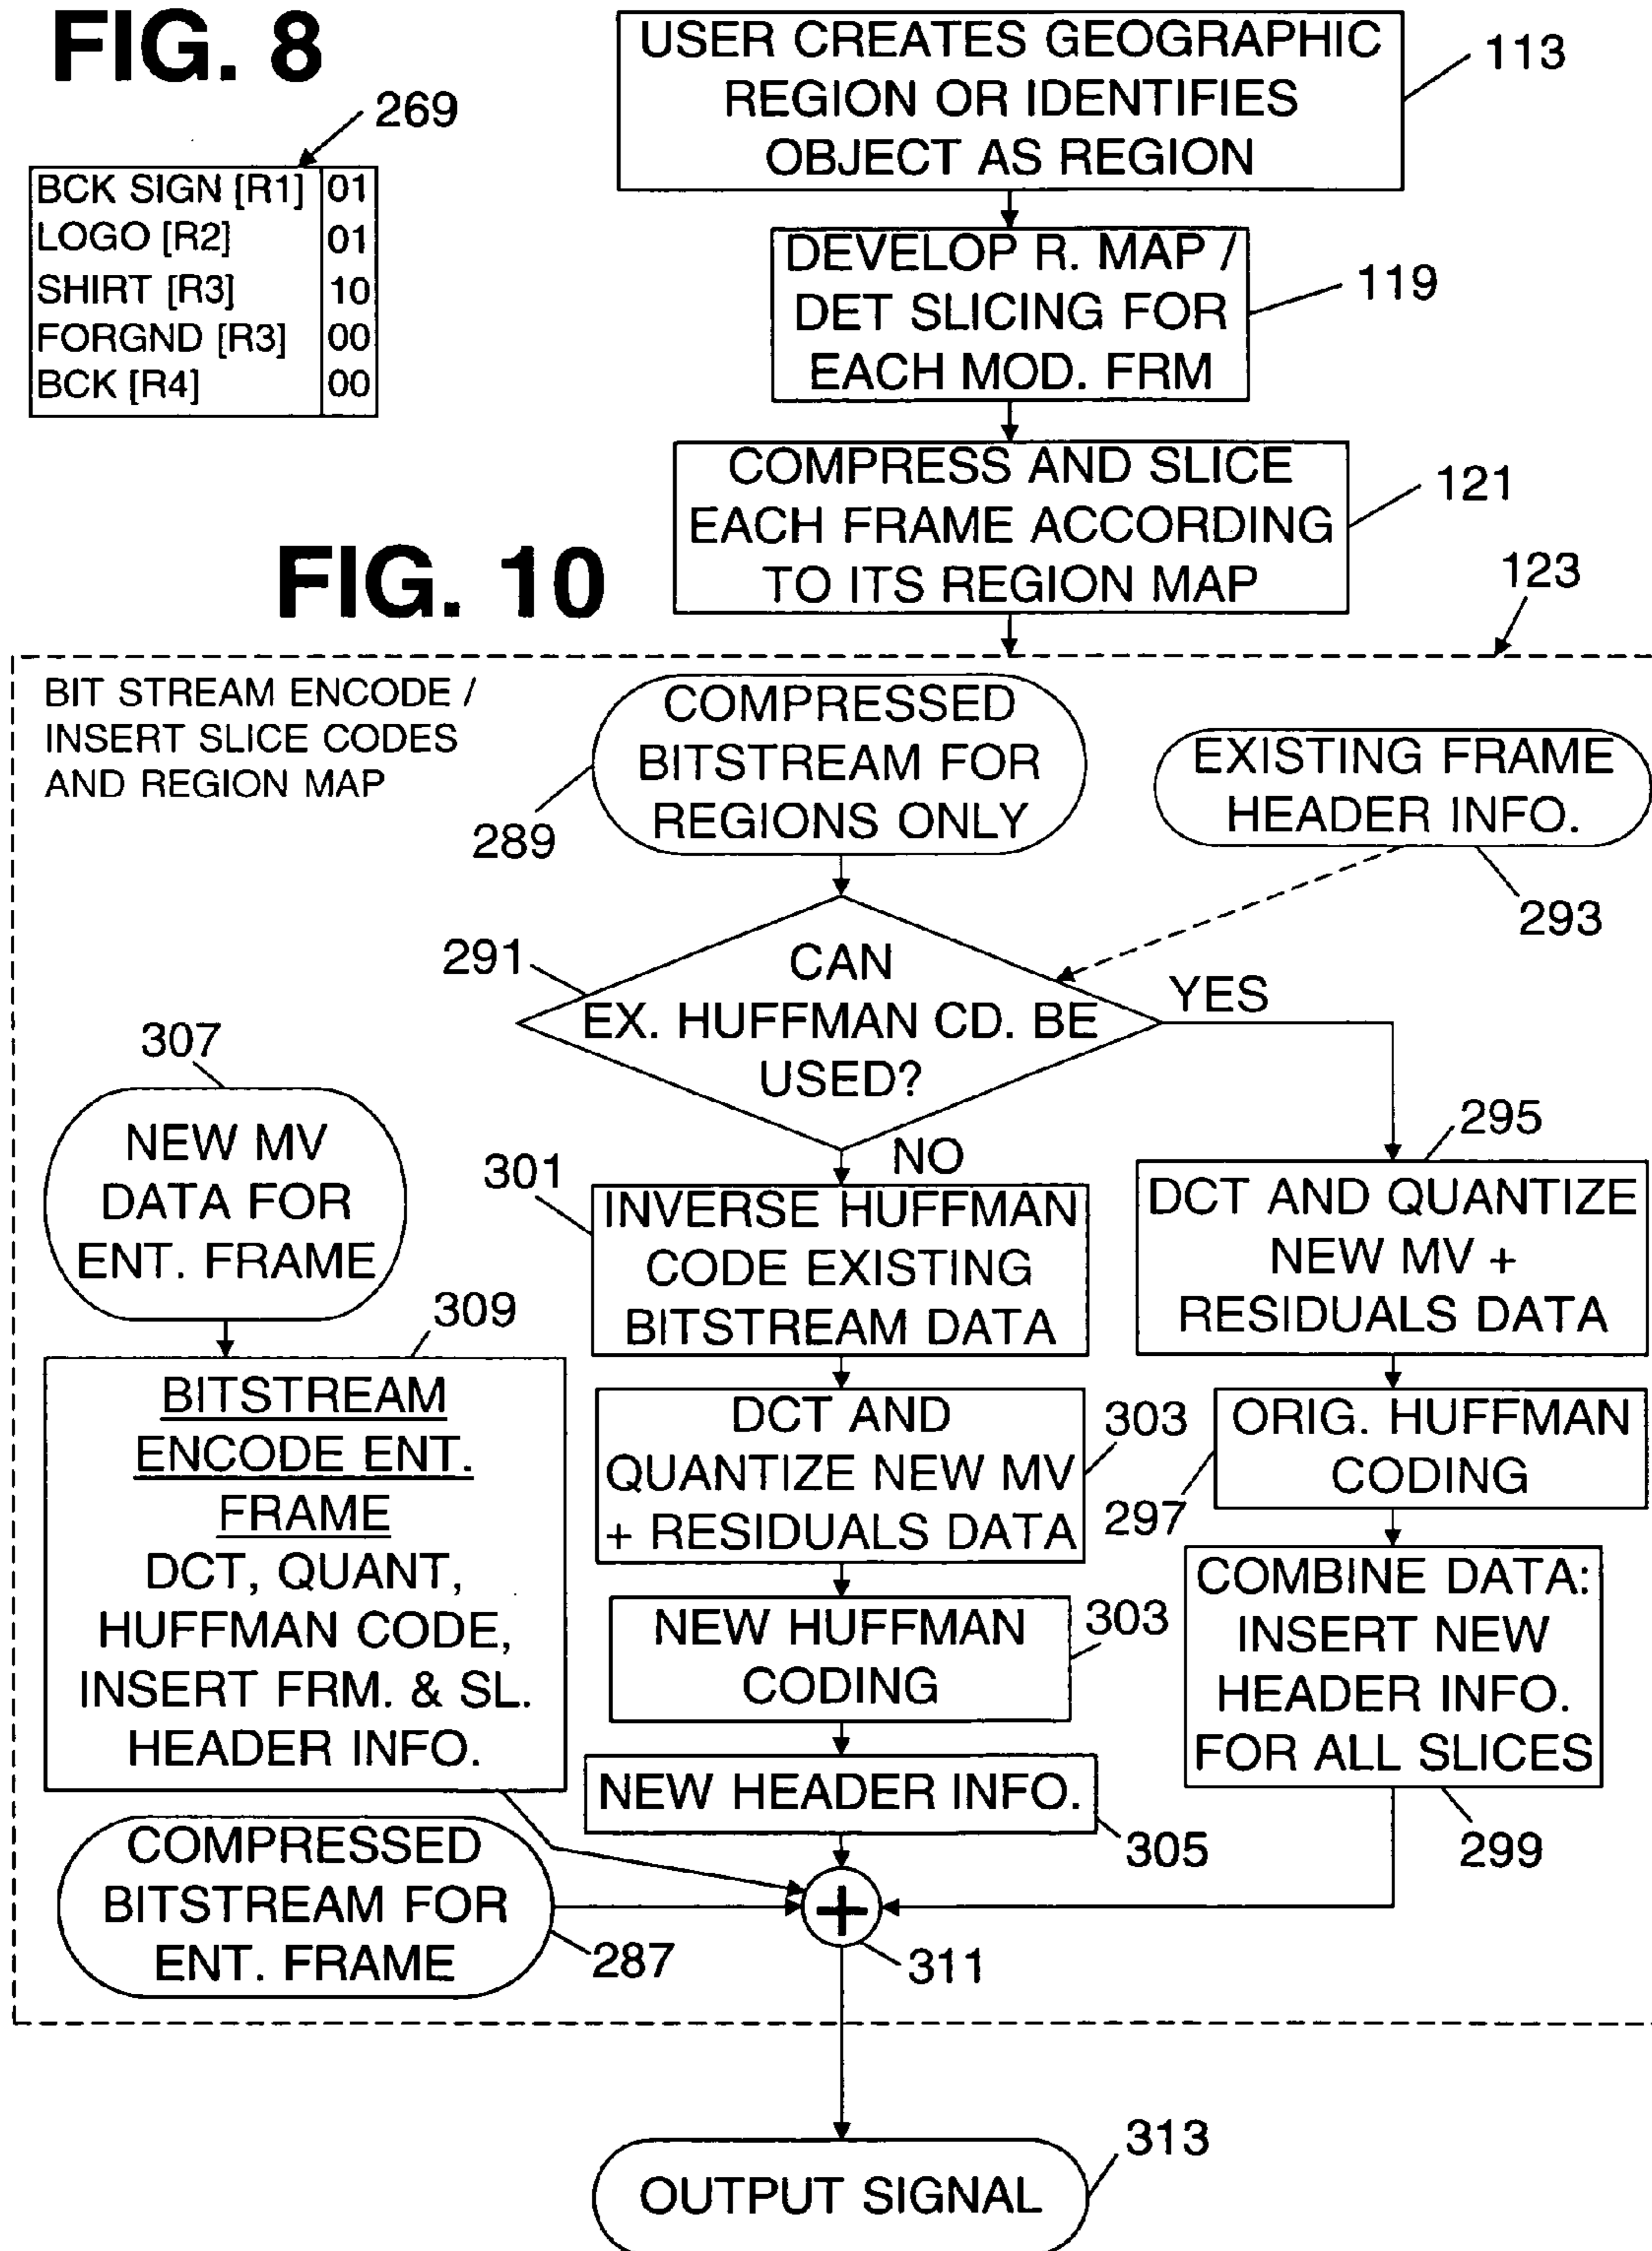 FIG. 8
269
BCK SIGN [R1] 01
LOGO [R2] 01
SHIRT [R3] 10
FORGND [R3] 00
BCK [R4] 00
FIG. 10
USER CREATES GEOGRAPHIC
REGION OR IDENTIFIES
OBJECT AS REGION
113
DEVELOP R. MAP /
DET SLICING FOR
EACH MOD. FRM
119
COMPRESS AND SLICE
EACH FRAME ACCORDING
TO ITS REGION MAP
121
123
BIT STREAM ENCODE /
INSERT SLICE CODES
AND REGION MAP
COMPRESSED
BITSTREAM FOR
REGIONS ONLY
289
EXISTING FRAME
HEADER INFO.
293
291
CAN
EX. HUFFMAN CD. BE
USED?
YES
NO
307
NEW MV
DATA FOR
ENT. FRAME
309
BITSTREAM
ENCODE ENT.
FRAME
DCT, QUANT,
HUFFMAN CODE,
INSERT FRM. & SL.
HEADER INFO.
301
INVERSE HUFFMAN
CODE EXISTING
BITSTREAM DATA
DCT AND
QUANTIZE NEW MV
+ RESIDUALS DATA
303
NEW HUFFMAN
CODING
303
NEW HEADER INFO.
305
295
DCT AND QUANTIZE
NEW MV +
RESIDUALS DATA
ORIG. HUFFMAN
CODING
297
COMBINE DATA:
INSERT NEW
HEADER INFO.
FOR ALL SLICES
299
COMPRESSED
BITSTREAM FOR
ENT. FRAME
287
+
311
OUTPUT SIGNAL
313